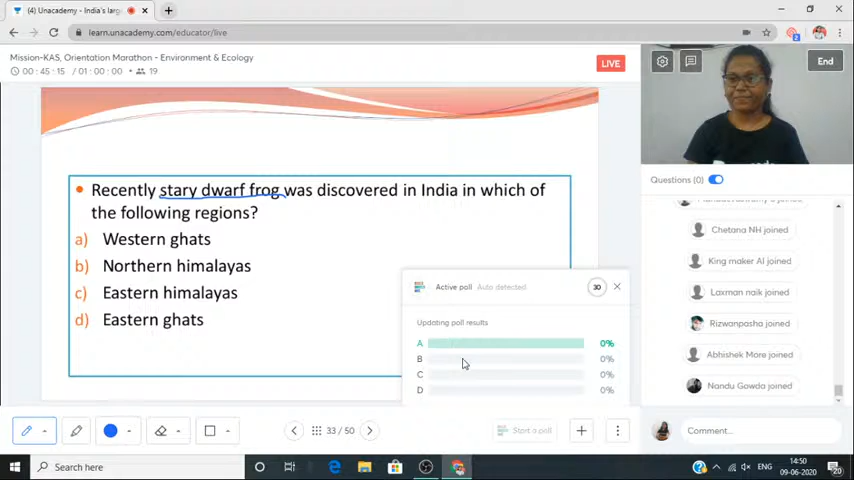 (4) Unacademy - India's larg
learn.unacademy.com/educator/live
Mission-KAS, Orientation Marathon - Environment & Ecology
00 : 45 : 15 / 01 : 00 : 00 • 19
LIVE
End
Questions (0)
• Recently stary dwarf frog was discovered in India in which of
the following regions?
a) Western ghats
b) Northern himalayas
c) Eastern himalayas
d) Eastern ghats
Active poll Auto detected 30
Updating poll results
A 0%
B 0%
C 0%
D 0%
joined
Chetana NH joined
King maker Al joined
Laxman naik joined
Rizwanpasha joined
Abhishek More joined
Nandu Gowda joined
33 / 50
Start a poll
Comment...
Search here
ENG
14:50
09-06-2020
20